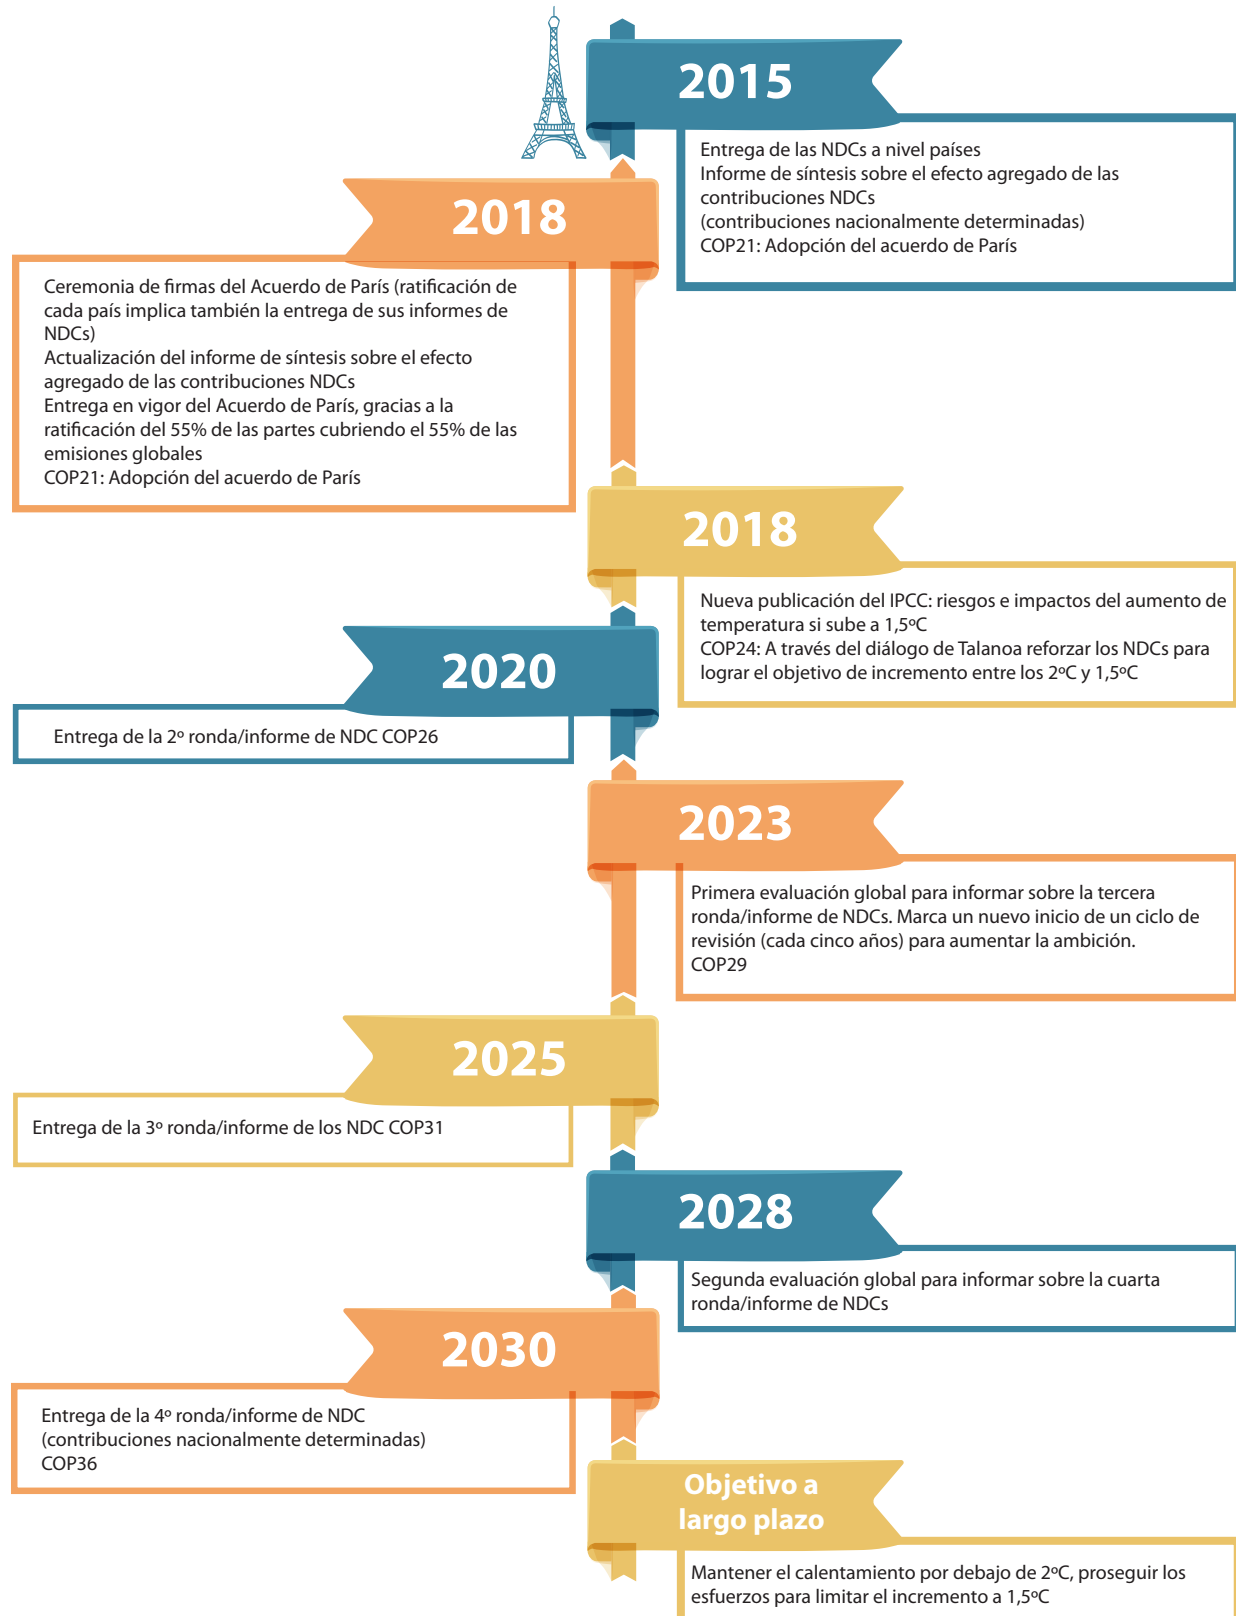 2015
Entrega de las NDCs a nivel países
Informe de síntesis sobre el efecto agregado de las
contribuciones NDCs
(contribuciones nacionalmente determinadas)
COP21: Adopción del acuerdo de París
2018
Ceremonia de firmas del Acuerdo de París (ratificación de
cada país implica también la entrega de sus informes de
NDCs)
Actualización del informe de síntesis sobre el efecto
agregado de las contribuciones NDCs
Entrega en vigor del Acuerdo de París, gracias a la
ratificación del 55% de las partes cubriendo el 55% de las
emisiones globales
COP21: Adopción del acuerdo de París
2018
Nueva publicación del IPCC: riesgos e impactos del aumento de
temperatura si sube a 1,5ºC
COP24: A través del diálogo de Talanoa reforzar los NDCs para
lograr el objetivo de incremento entre los 2ºC y 1,5ºC
2020
Entrega de la 2º ronda/informe de NDC COP26
2023
Primera evaluación global para informar sobre la tercera
ronda/informe de NDCs. Marca un nuevo inicio de un ciclo de
revisión (cada cinco años) para aumentar la ambición.
COP29
2025
Entrega de la 3º ronda/informe de los NDC COP31
2028
Segunda evaluación global para informar sobre la cuarta
ronda/informe de NDCs
2030
Entrega de la 4º ronda/informe de NDC
(contribuciones nacionalmente determinadas)
COP36
Objetivo a
largo plazo
Mantener el calentamiento por debajo de 2ºC, proseguir los
esfuerzos para limitar el incremento a 1,5ºC